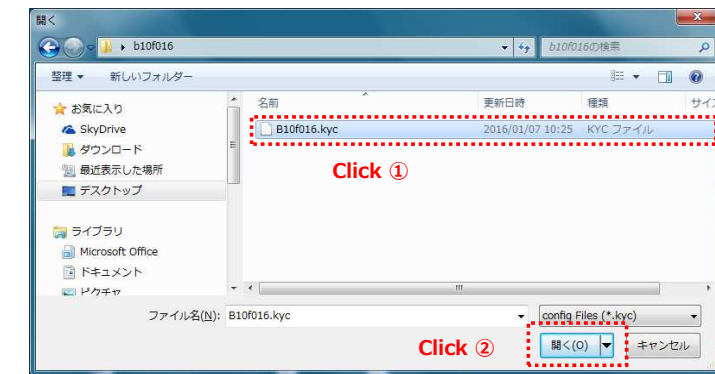 開く
b10f016
b10f016の検索
整理 新しいフォルダー
お気に入り
SkyDrive
ダウンロード
最近表示した場所
デスクトップ
ライブラリ
Microsoft Office
ドキュメント
ピクチャ
名前 更新日時 種類 サイズ
B10f016.kyc 2016/01/07 10:25 KYC ファイル
Click ①
ファイル名(N): B10f016.kyc config Files (*.kyc)
Click ② 開く(O) キャンセル